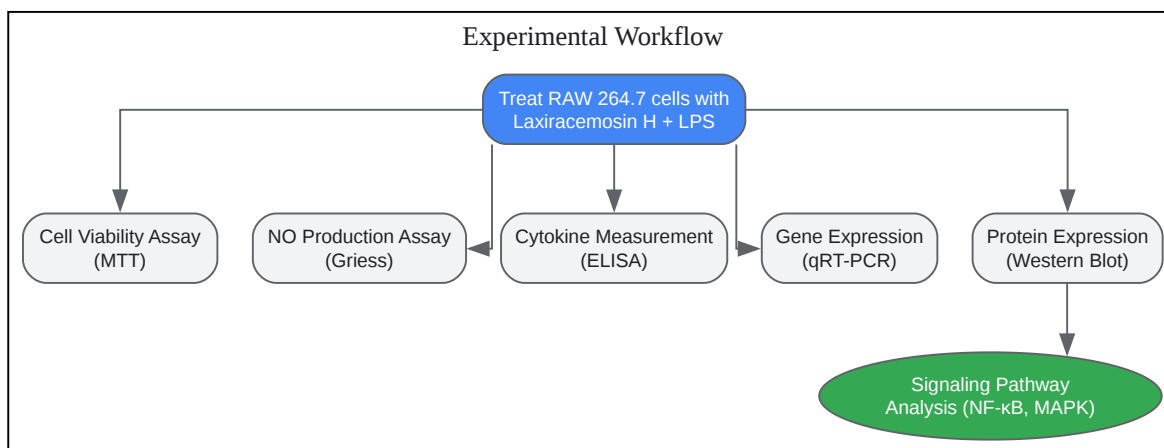 Experimental Workflow
Treat RAW 264.7 cells with
Laxiracemosin H + LPS
Cell Viability Assay
(MTT)
NO Production Assay
(Griess)
Cytokine Measurement
(ELISA)
Gene Expression
(qRT-PCR)
Protein Expression
(Western Blot)
Signaling Pathway
Analysis (NF-κB, MAPK)